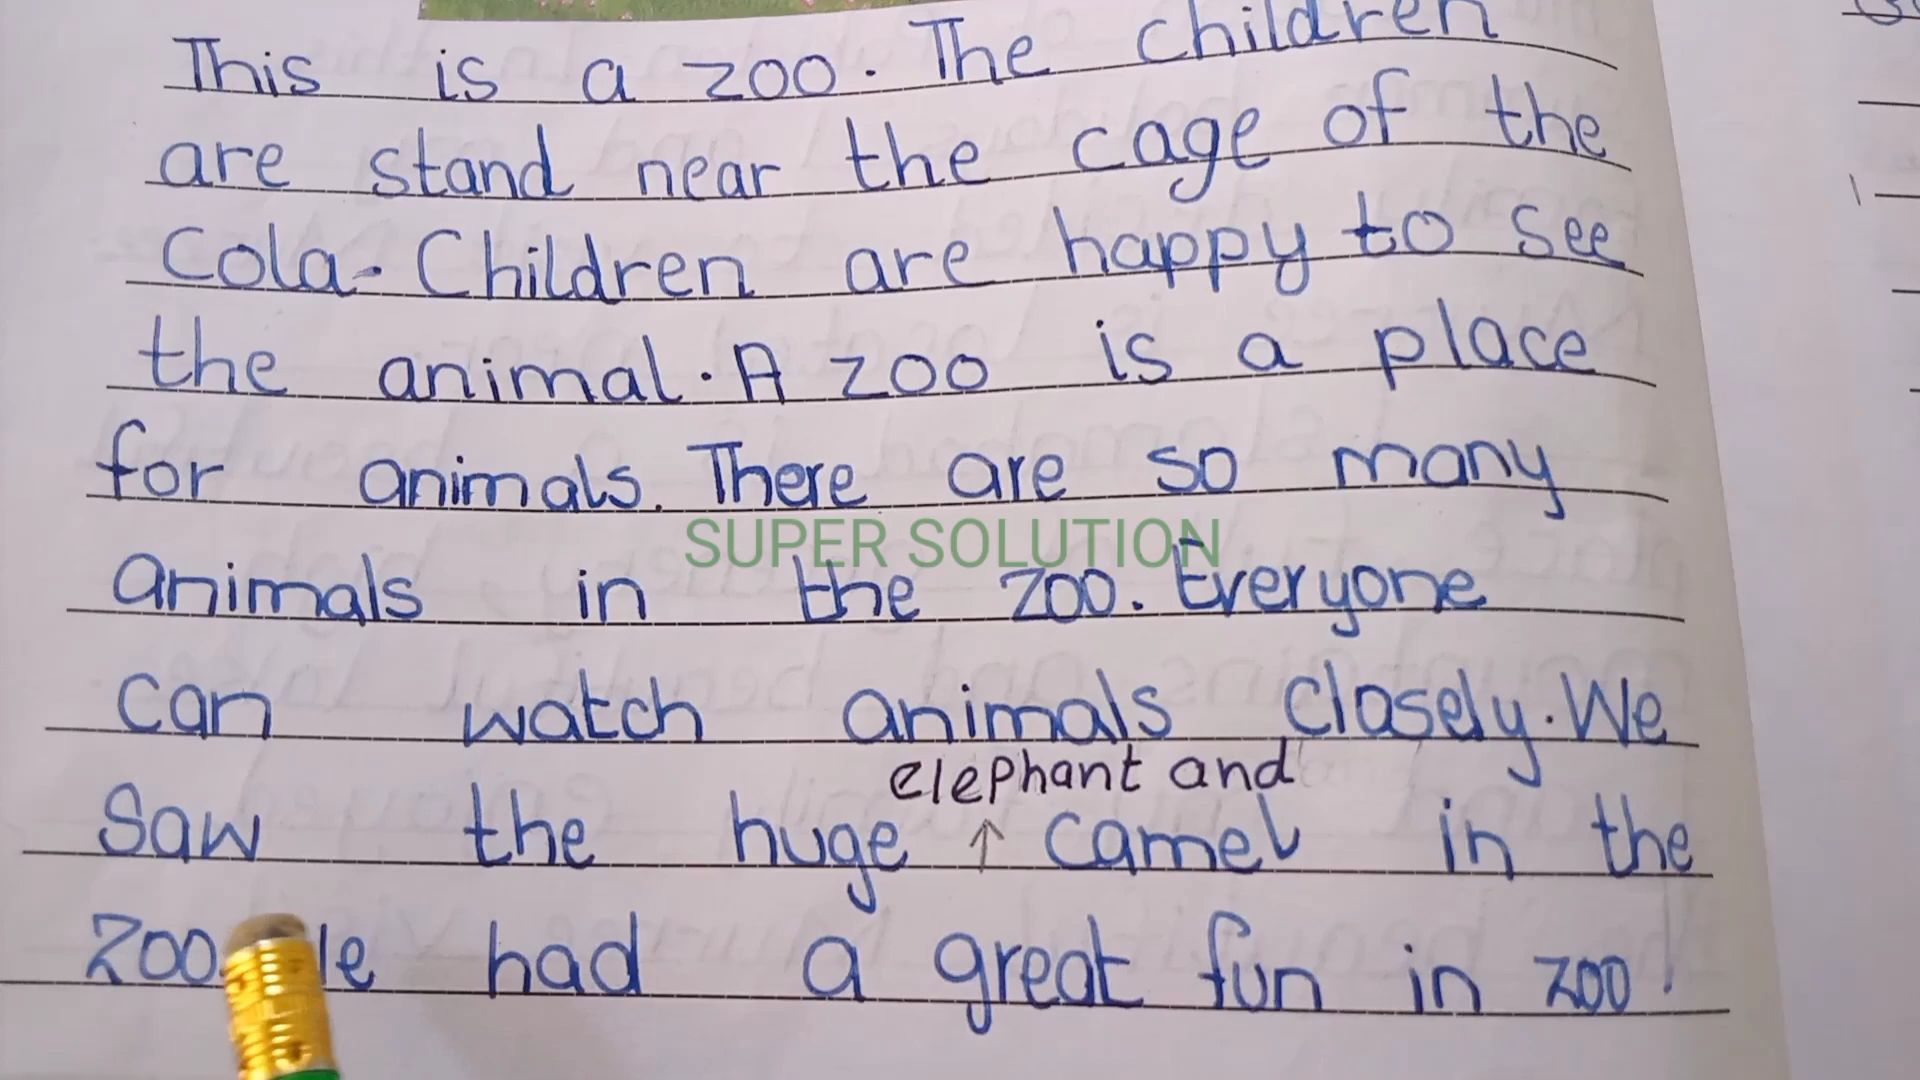 This is a zoo. The children
are stand near the cage of the
Cola. Children are happy to see
the animal. A zoo is a place
for animals. There are so many
SUPER SOLUTION
animals in the zoo. Everyone
can watch animals closely. We
elephant and
Saw the huge ↑ camel in the
Zoo. had a great fun in zoo.